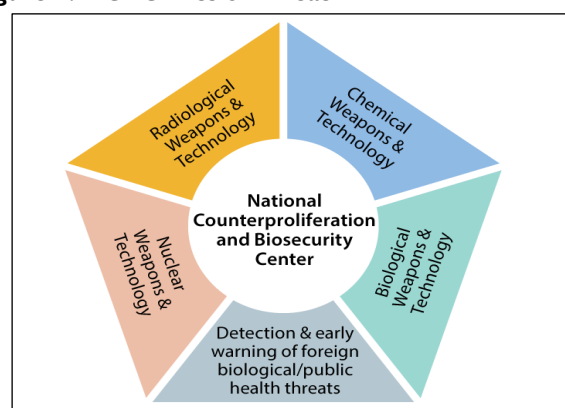 Radiological
Weapons &
Technology
Chemical
Weapons &
Technology
National
Counterproliferation
and Biosecurity
Center
Nuclear
Weapons &
Technology
Biological
Weapons &
Technology
Detection & early
warning of foreign
biological/public
health threats